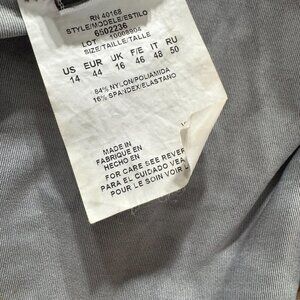 RN 40168
STYLE/MODELE/ESTILO
6502236
LOT: 10008904
SIZE/TAILLE/TALLE
US EUR UK F/E IT RU
14 44 16 46 48 50
84% NYLON/POLIAMIDA
16% SPANDEX/ELASTANO
MADE IN
FABRIQUE EN
HECHO EN
FOR CARE SEE REVER
PARA EL CUIDADO VEA
POUR LE SOIN VOIR